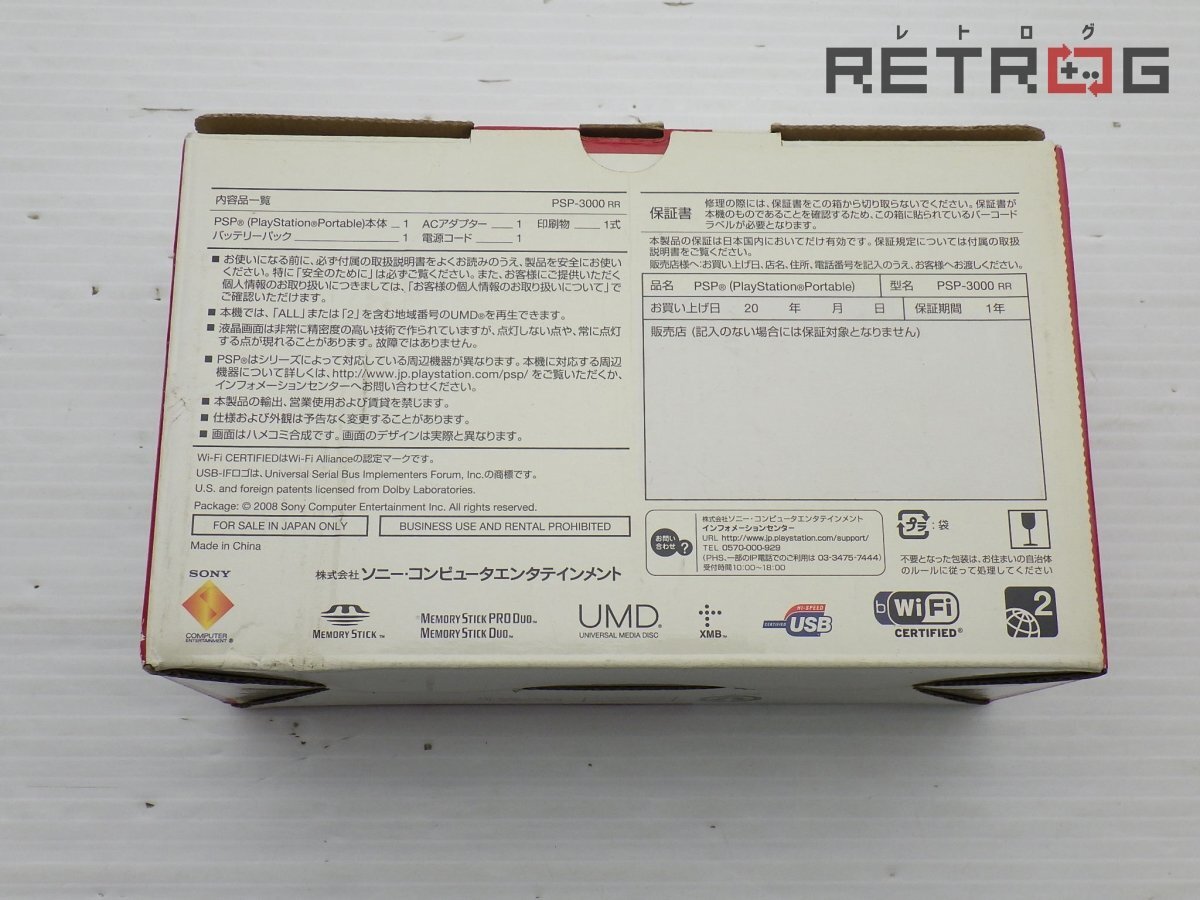 レトログ
RETROG
内容品一覧 PSP-3000 RR
PSP® (PlayStation®Portable)本体 1 ACアダプター 1 印刷物 1式
バッテリーパック 1 電源コード 1
■ お使いになる前に、必ず付属の取扱説明書をよくお読みのうえ、製品を安全にお使い
ください。特に「安全のために」は必ずご覧ください。また、お客様にご提供いただく
個人情報のお取り扱いにつきましては、「お客様の個人情報のお取り扱いについて」で
ご確認いただけます。
■ 本機では、「ALL」または「2」を含む地域番号のUMD®を再生できます。
■ 液晶画面は非常に精密度の高い技術で作られていますが、点灯しない点や、常に点灯
する点が現れることがあります。故障ではありません。
■ PSP®はシリーズによって対応している周辺機器が異なります。本機に対応する周辺
機器について詳しくは、http://www.jp.playstation.com/psp/ をご覧いただくか、
インフォメーションセンターへお問い合わせください。
■ 本製品の輸出、営業使用および賃貸を禁じます。
■ 仕様および外観は予告なく変更することがあります。
■ 画面はハメコミ合成です。画面のデザインは実際と異なります。
Wi-Fi CERTIFIEDはWi-Fi Allianceの認定マークです。
USB-IFロゴは、Universal Serial Bus Implementers Forum, Inc.の商標です。
U.S. and foreign patents licensed from Dolby Laboratories.
Package: © 2008 Sony Computer Entertainment Inc. All rights reserved.
FOR SALE IN JAPAN ONLY
BUSINESS USE AND RENTAL PROHIBITED
Made in China
保証書
修理の際には、保証書をこの箱から切り取らないでください。保証書が
本機のものであることを確認するため、この箱に貼られているバーコード
ラベルが必要となります。
本製品の保証は日本国内においてだけ有効です。保証規定については付属の取扱
説明書をご覧ください。
販売店様へ:お買い上げ日、店名、住所、電話番号を記入のうえ、お客様へお渡しください。
品名 PSP® (PlayStation®Portable) 型名 PSP-3000 RR
お買い上げ日 20 年 月 日 保証期間 1年
販売店 (記入のない場合には保証対象となりません)
お問い合わせ ?
株式会社ソニー・コンピュータエンタテインメント
インフォメーションセンター
URL http://www.jp.playstation.com/support/
TEL 0570-000-929
(PHS、一部のIP電話でのご利用は 03-3475-7444)
受付時間10:00~18:00
プラ :袋
不要となった包装は、お住まいの自治体
のルールに従って処理してください
SONY
COMPUTER
ENTERTAINMENT®
株式会社 ソニー・コンピュータエンタテインメント
MEMORY STICK™
MEMORY STICK PRO DUO™
MEMORY STICK DUO™
UMD®
UNIVERSAL MEDIA DISC
XMB™
HI-SPEED
CERTIFIED USB
Wi Fi
CERTIFIED®
b
2